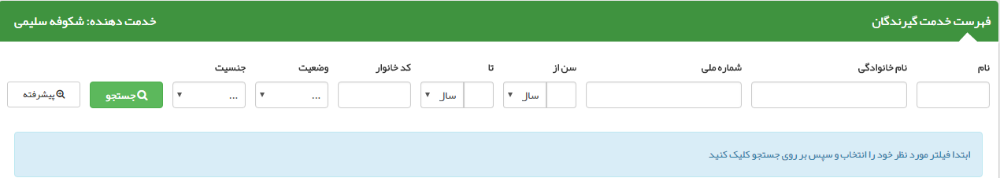 فهرست خدمت گیرندگان خدمت دهنده: شکوفه سلیمی
نام نام خانوادگی شماره ملی سن از تا کد خانوار وضعیت جنسیت
سال سال ... ... جستجو پیشرفته
ابتدا فیلتر مورد نظر خود را انتخاب و سپس بر روی جستجو کلیک کنید